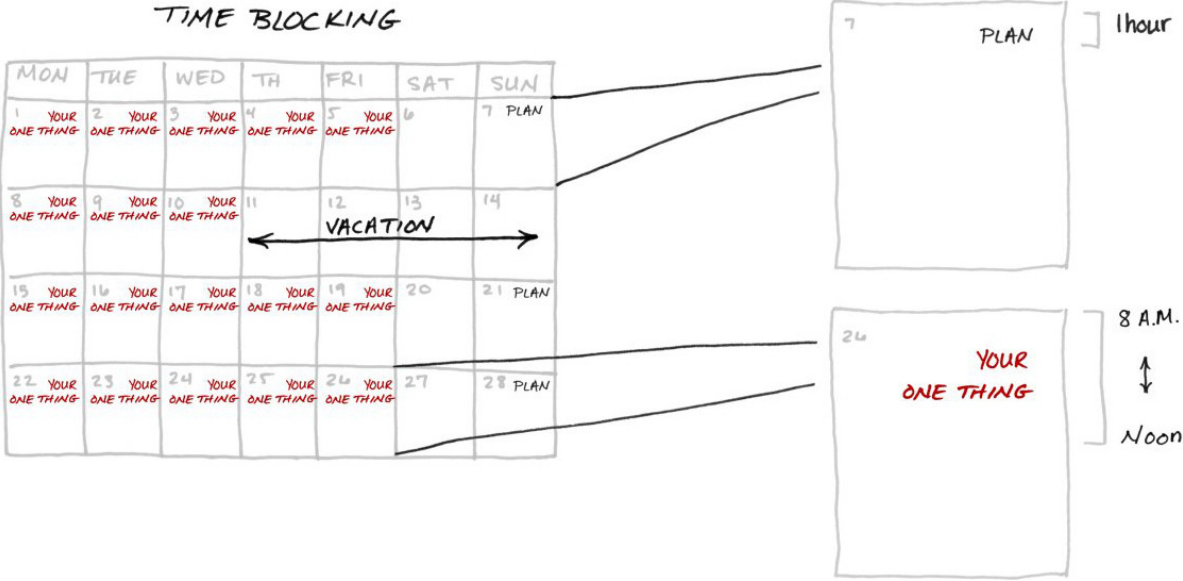 TIME BLOCKING
MON TUE WED TH FRI SAT SUN
1 YOUR 2 YOUR 3 YOUR 4 YOUR 5 YOUR 6 7 PLAN
ONE THING ONE THING ONE THING ONE THING ONE THING
8 YOUR 9 YOUR 10 YOUR 11 12 13 14
ONE THING ONE THING ONE THING
VACATION
15 YOUR 16 YOUR 17 YOUR 18 YOUR 19 YOUR 20 21 PLAN
ONE THING ONE THING ONE THING ONE THING ONE THING
22 YOUR 23 YOUR 24 YOUR 25 YOUR 26 YOUR 27 28 PLAN
ONE THING ONE THING ONE THING ONE THING ONE THING
7
PLAN
1 hour
26
YOUR
ONE THING
8 A.M.
Noon